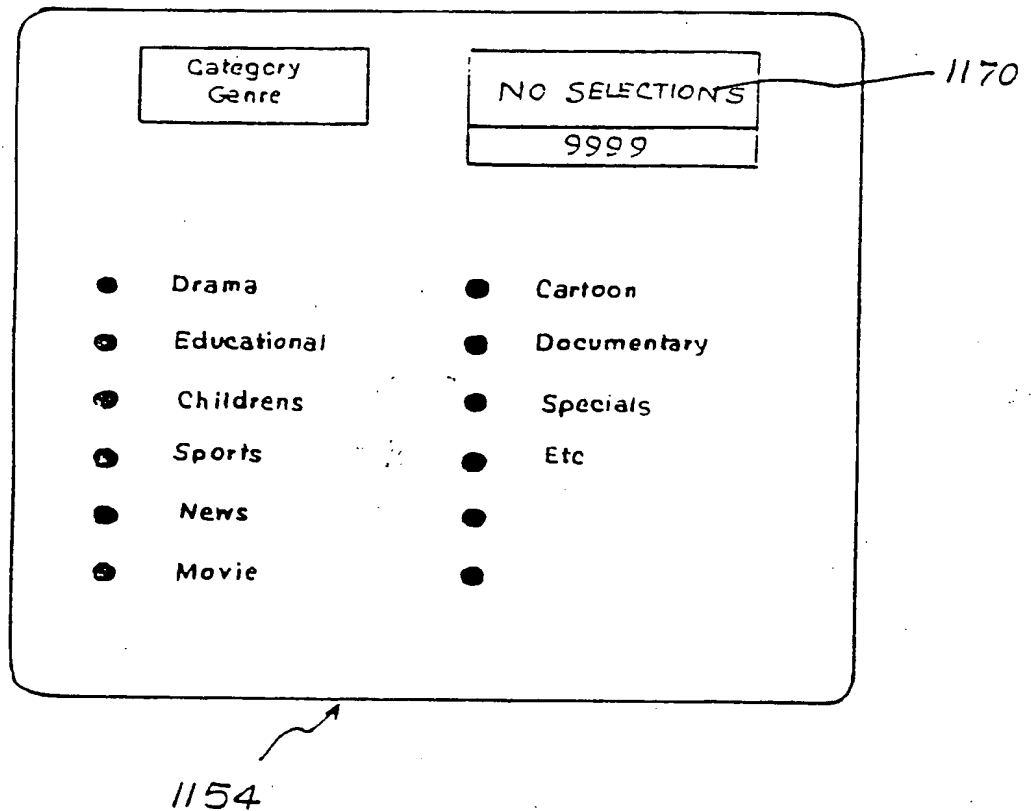 Category
Genre
NO SELECTIONS
1170
9999
Drama
Cartoon
Educational
Documentary
Childrens
Specials
Sports
Etc
News
Movie
1154